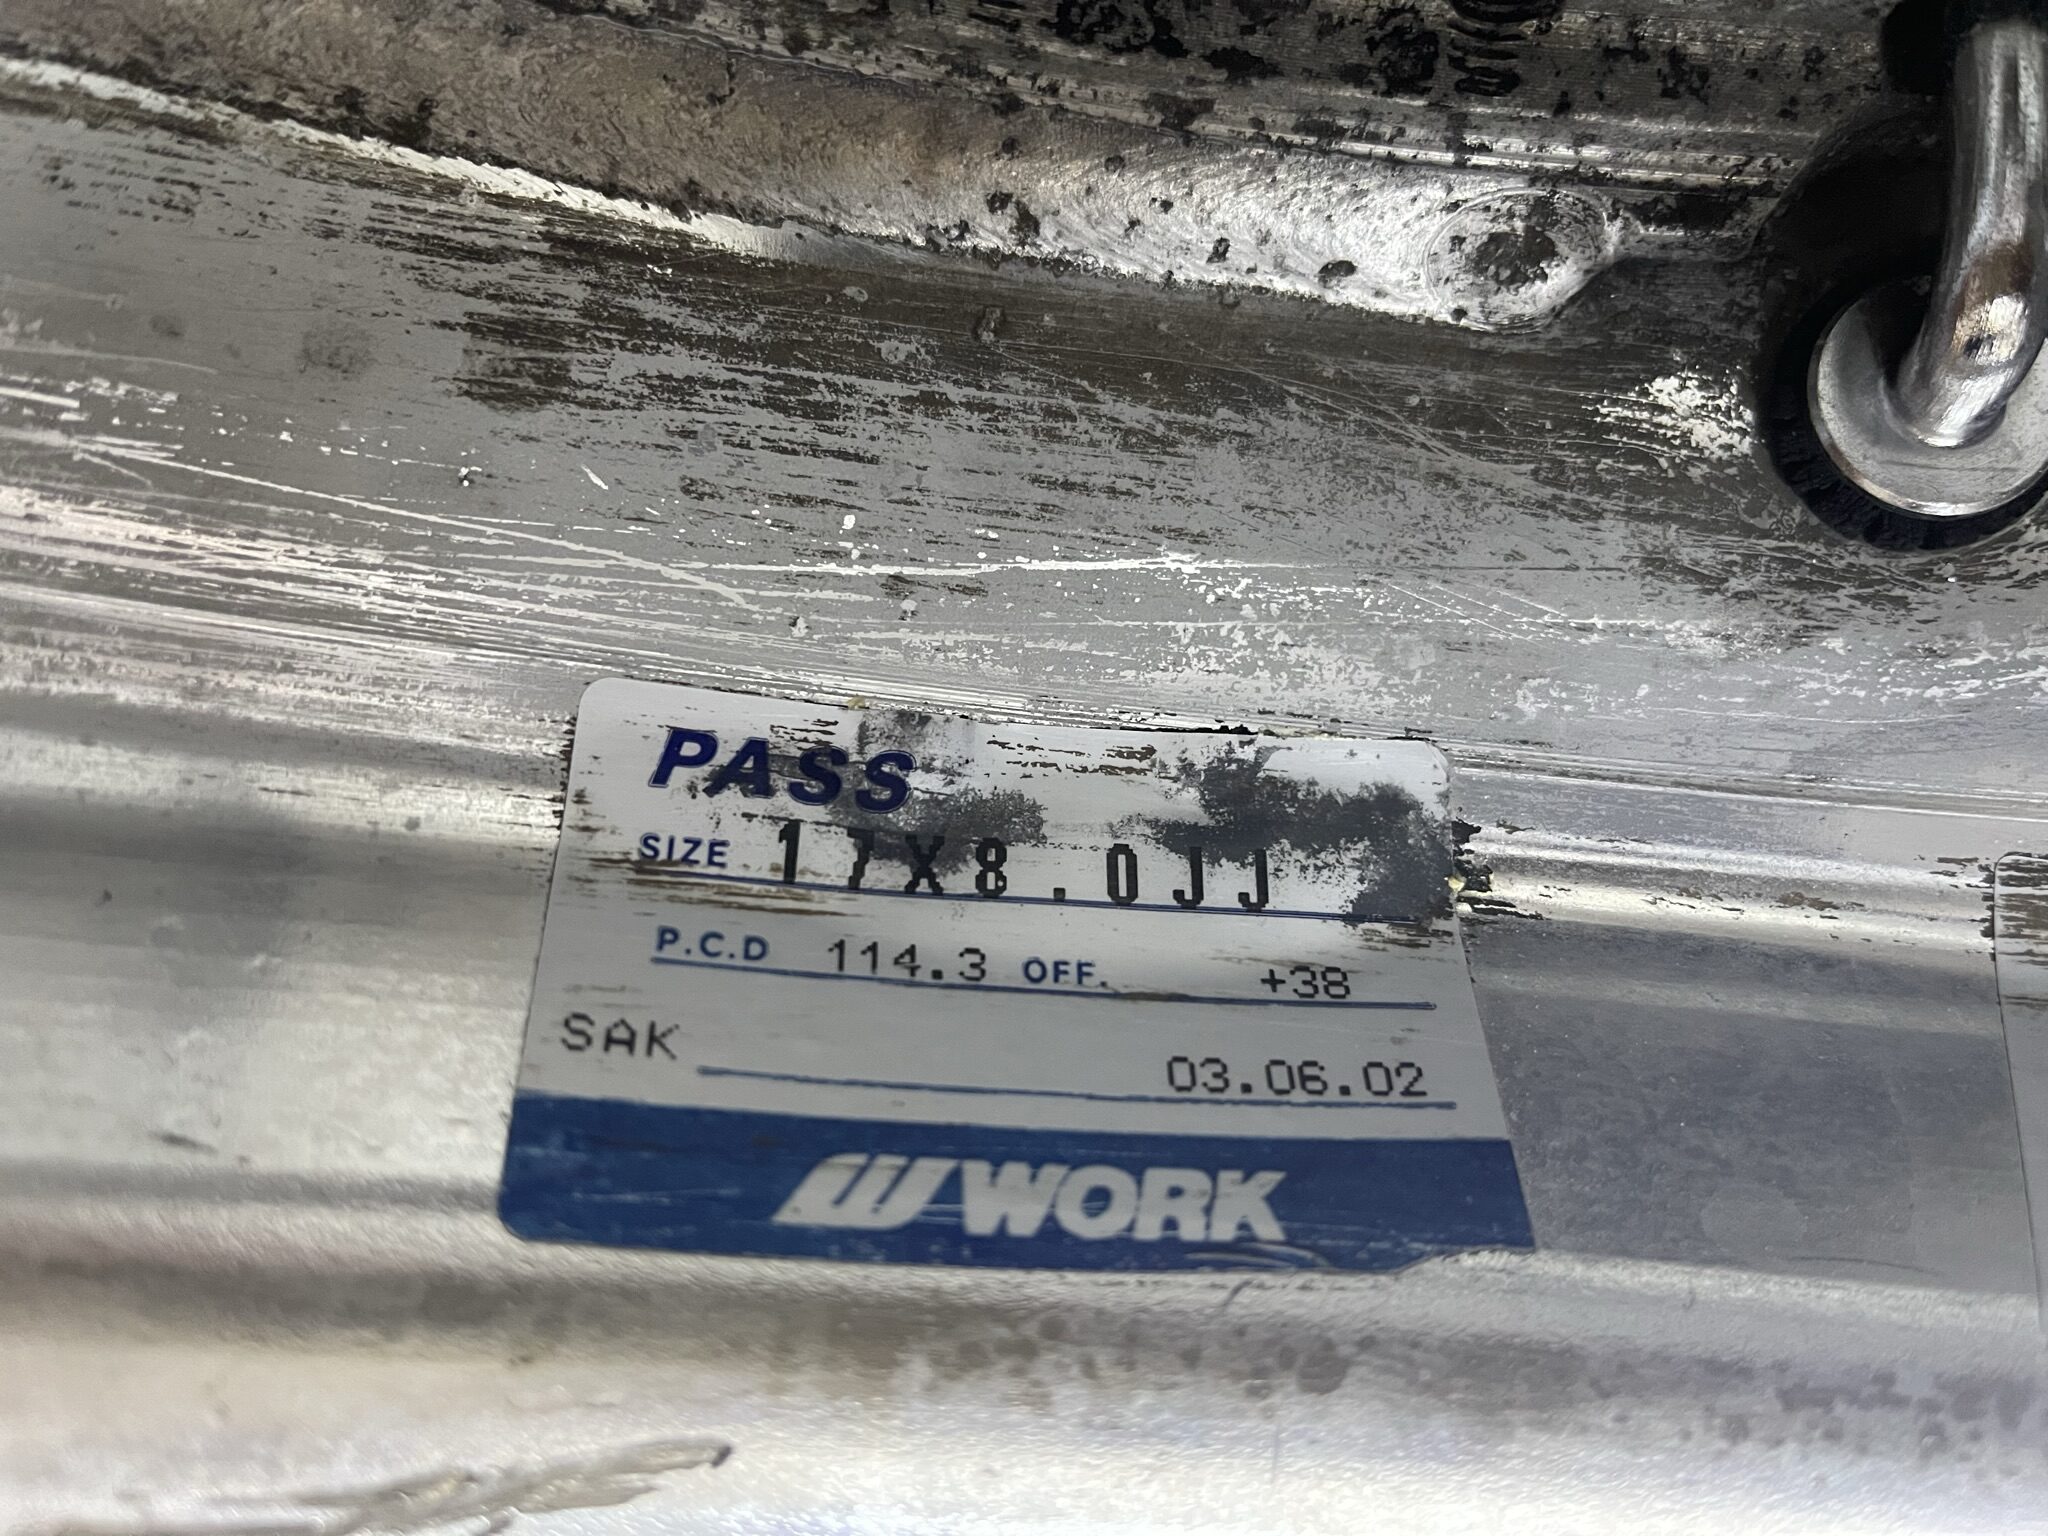 PASS
SIZE 17X8.0JJ
P.C.D 114.3 OFF. +38
SAK 03.06.02
WORK